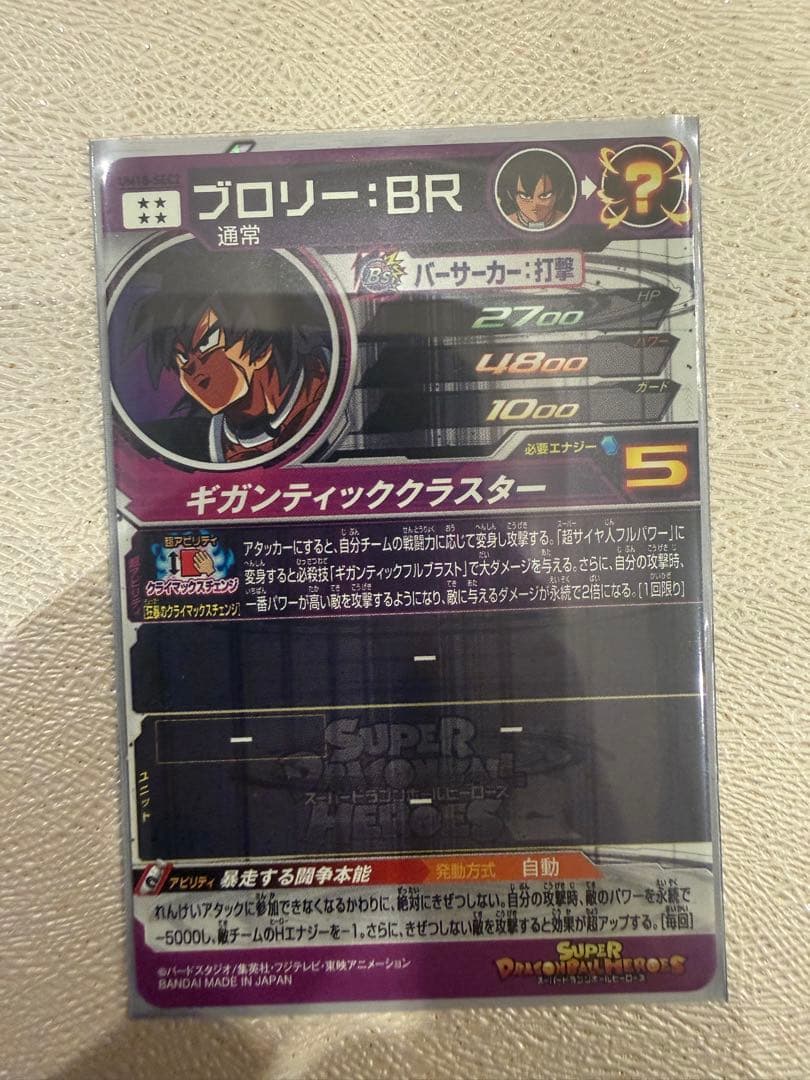 UM10-SEC2
★★
★★
ブロリー:BR
通常
?
BS バーサーカー:打撃
HP
2700
パワー
4800
カード
1000
必要エナジー 5
ギガンティッククラスター
超アビリティ
超アビリティ
クライマックスチェンジ
[狂暴のクライマックスチェンジ]
アタッカーにすると、自分チームの戦闘力に応じて変身し攻撃する。「超サイヤ人フルパワー」に
変身すると必殺技「ギガンティックフルブラスト」で大ダメージを与える。さらに、自分の攻撃時、
一番パワーが高い敵を攻撃するようになり、敵に与えるダメージが永続で2倍になる。[1回限り]
ー
ー ー
ユニット
ー
SUPER
DRAGONBALL
スーパードラゴンボールヒーローズ
HEROES
アビリティ 暴走する闘争本能 発動方式 自動
れんけいアタックに参加できなくなるかわりに、絶対にきぜつしない。自分の攻撃時、敵のパワーを永続で
-5000し、敵チームのHエナジーを-1。さらに、きぜつしない敵を攻撃すると効果が超アップする。[毎回]
©バードスタジオ/集英社・フジテレビ・東映アニメーション
BANDAI MADE IN JAPAN
SUPER
DRAGONBALL HEROES
スーパードラゴンボールヒーローズ